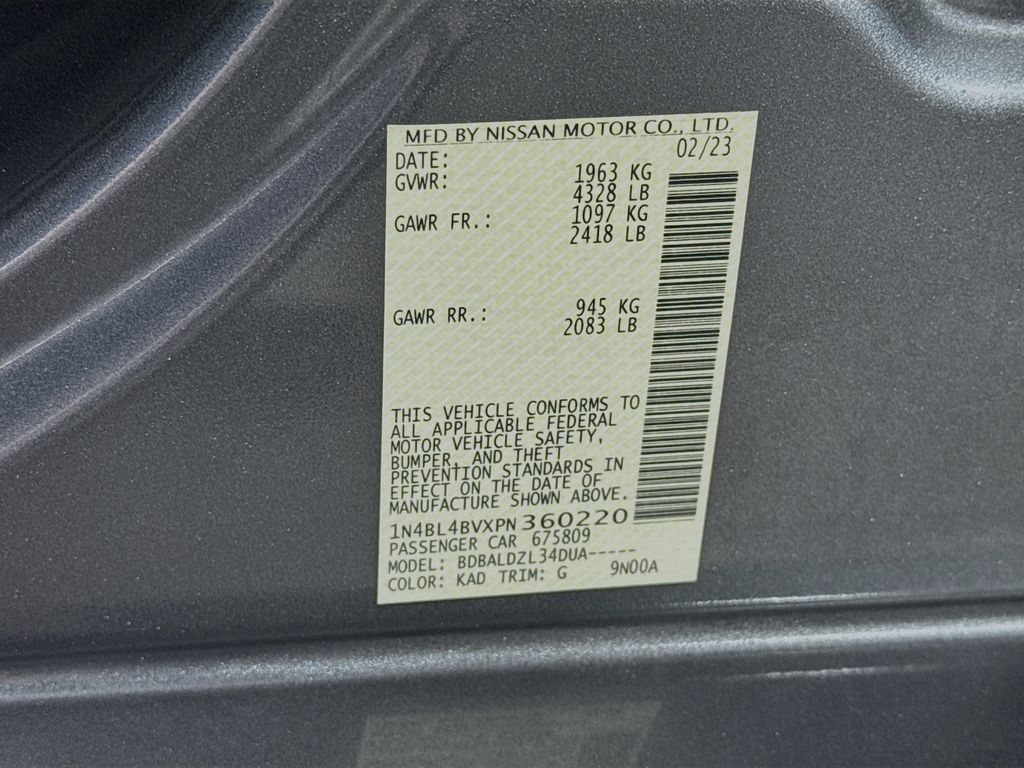 MFD BY NISSAN MOTOR CO., LTD.
DATE: 02/23
GVWR: 1963 KG
4328 LB
GAWR FR.: 1097 KG
2418 LB
GAWR RR.: 945 KG
2083 LB
THIS VEHICLE CONFORMS TO
ALL APPLICABLE FEDERAL
MOTOR VEHICLE SAFETY,
BUMPER, AND THEFT
PREVENTION STANDARDS IN
EFFECT ON THE DATE OF
MANUFACTURE SHOWN ABOVE.
1N4BL4BVXPN360220
PASSENGER CAR 675809
MODEL: BDBALDZL34DUA-----
COLOR: KAD TRIM: G 9N00A